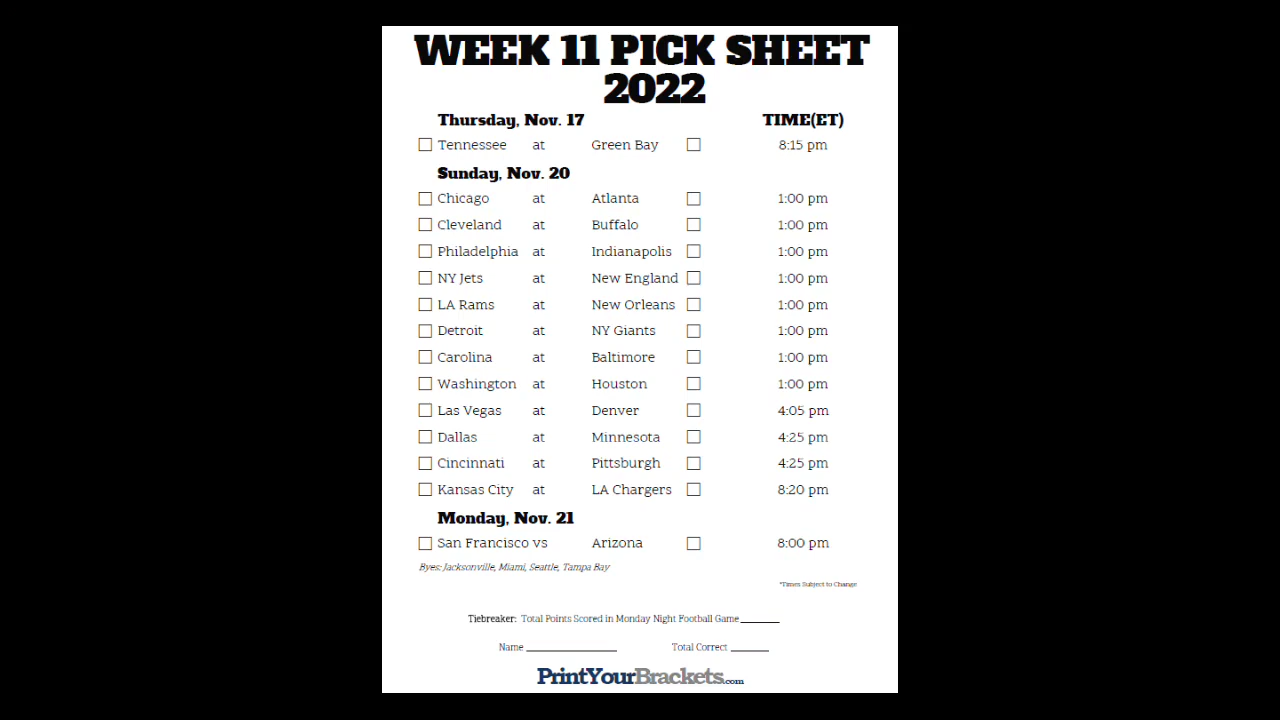 WEEK 11 PICK SHEET
2022
Thursday, Nov. 17 TIME(ET)
Tennessee at Green Bay 8:15 pm
Sunday, Nov. 20
Chicago at Atlanta 1:00 pm
Cleveland at Buffalo 1:00 pm
Philadelphia at Indianapolis 1:00 pm
NY Jets at New England 1:00 pm
LA Rams at New Orleans 1:00 pm
Detroit at NY Giants 1:00 pm
Carolina at Baltimore 1:00 pm
Washington at Houston 1:00 pm
Las Vegas at Denver 4:05 pm
Dallas at Minnesota 4:25 pm
Cincinnati at Pittsburgh 4:25 pm
Kansas City at LA Chargers 8:20 pm
Monday, Nov. 21
San Francisco vs Arizona 8:00 pm
Byes: Jacksonville, Miami, Seattle, Tampa Bay
*Times Subject to Change
Tiebreaker: Total Points Scored in Monday Night Football Game
Name Total Correct
PrintYourBrackets.com